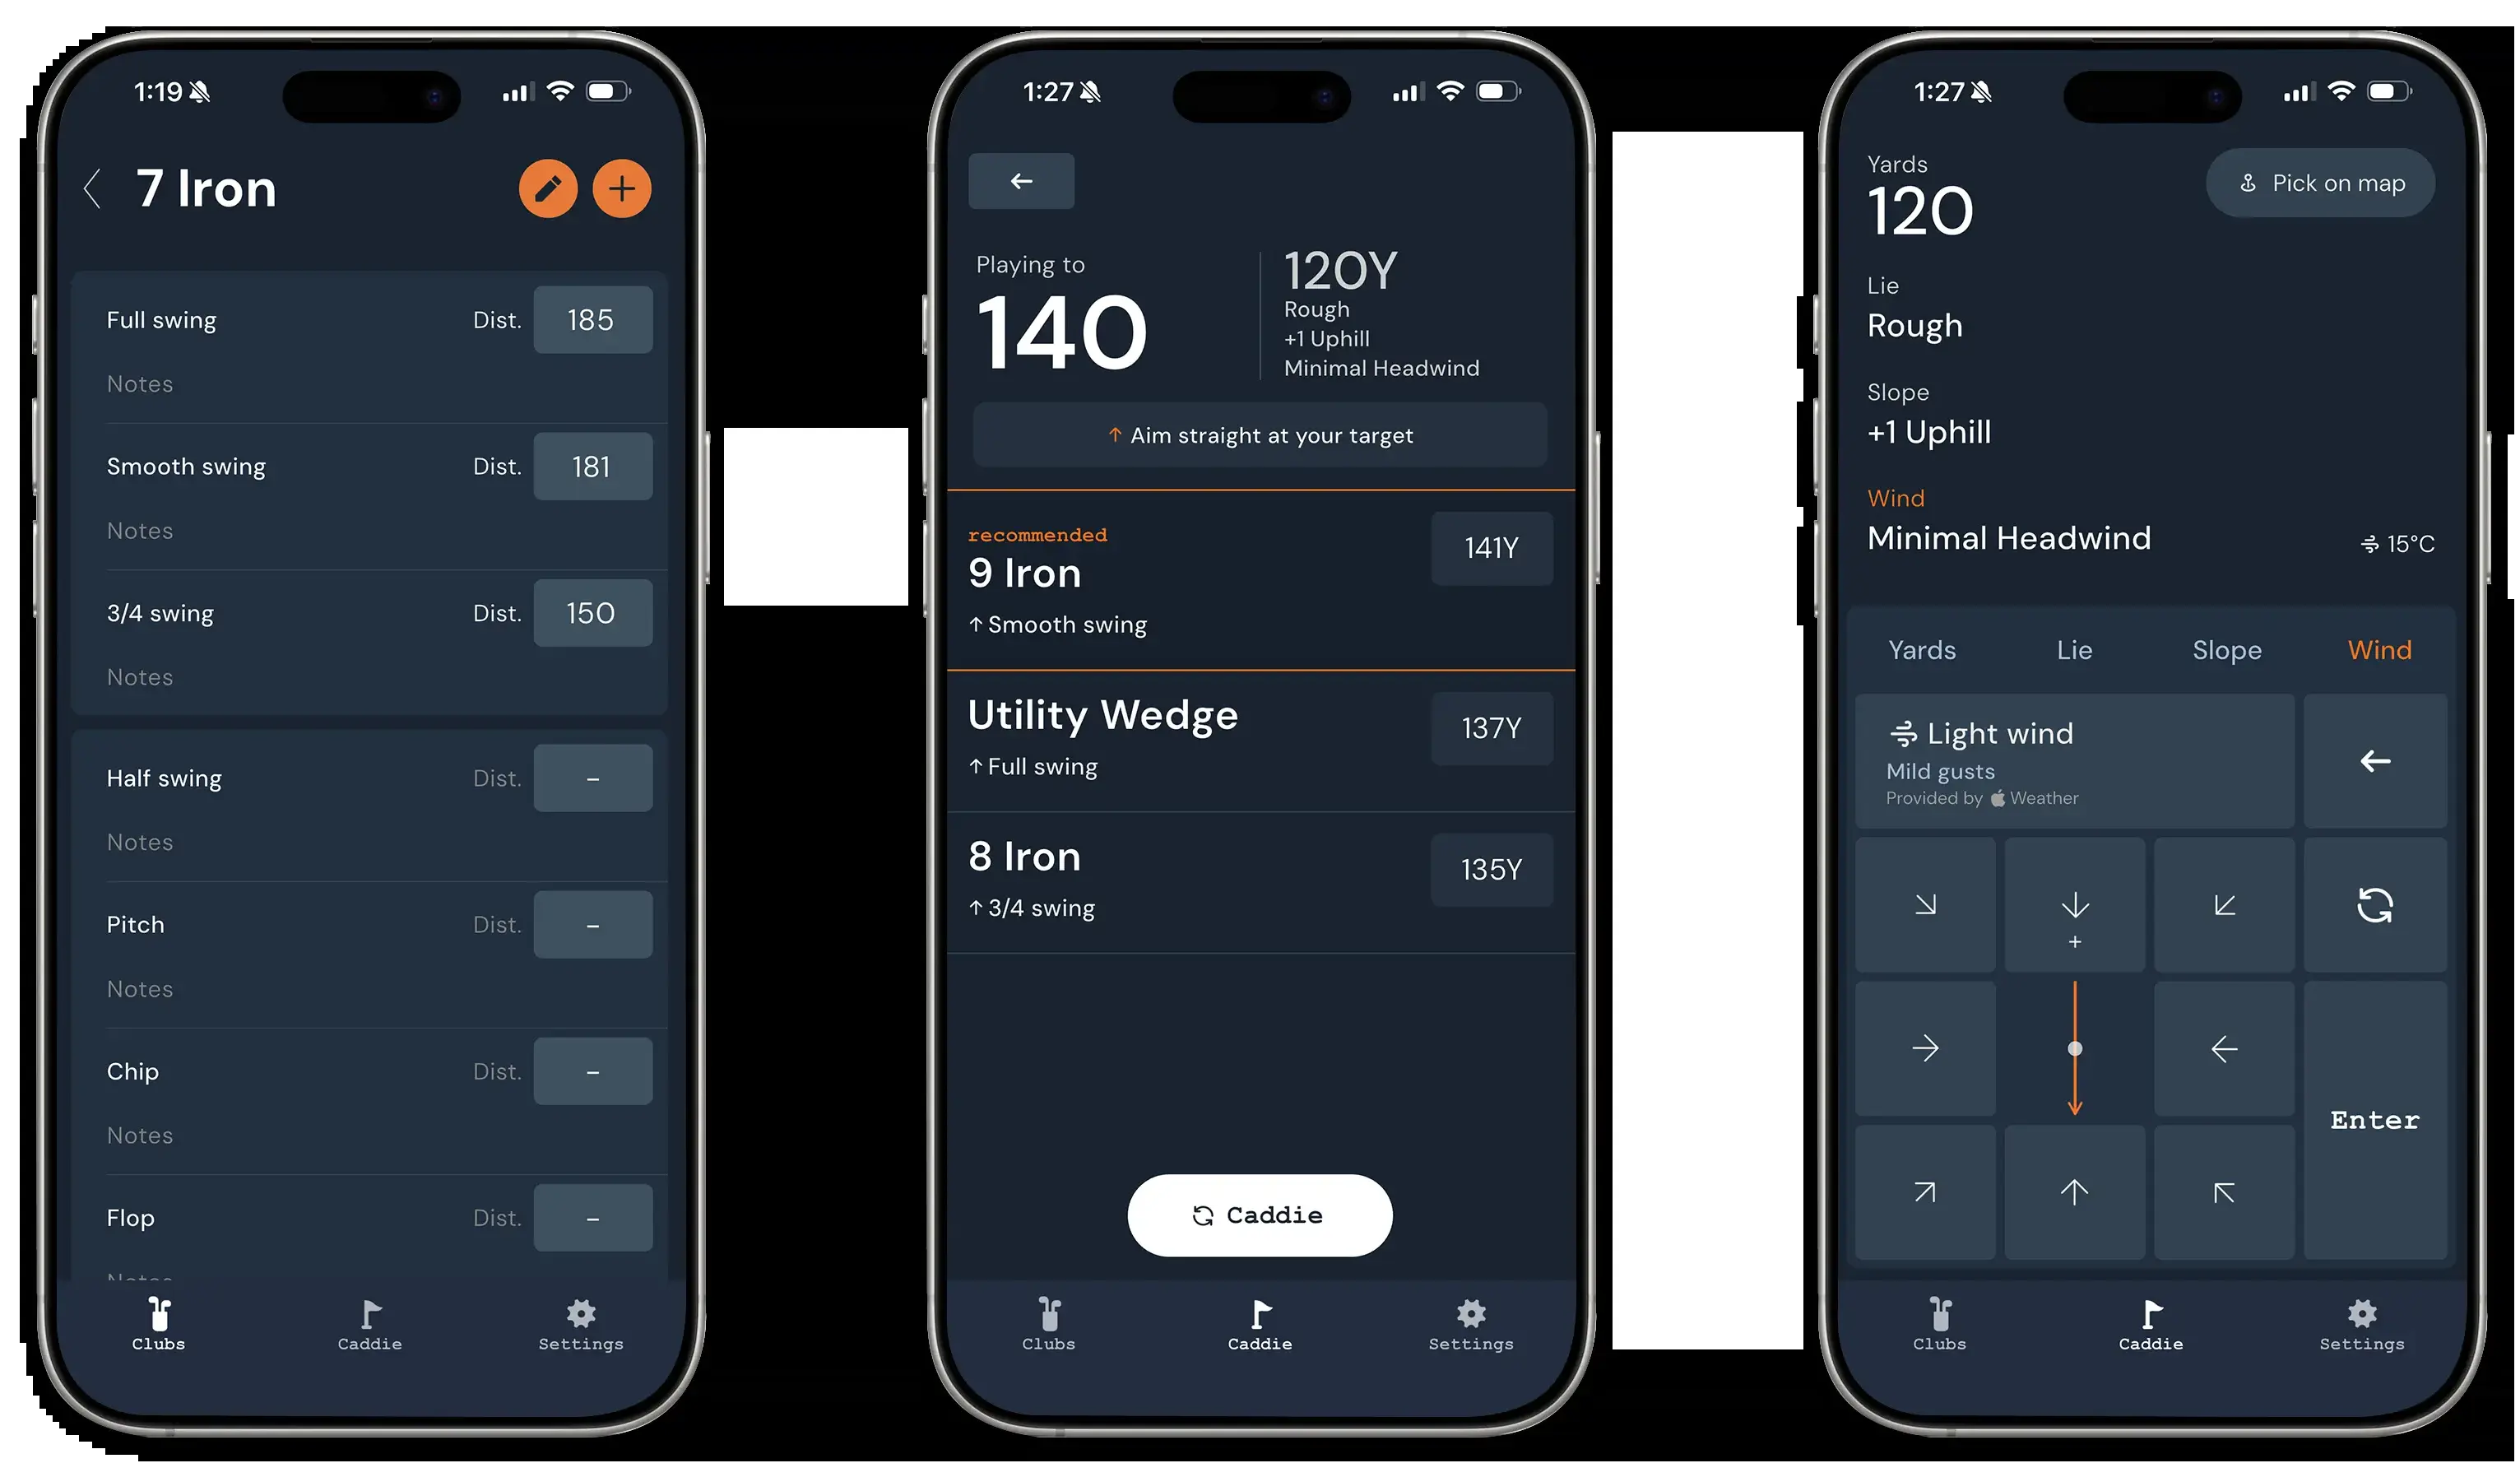 1:19
7 Iron
Full swing Dist. 185
Notes
Smooth swing Dist. 181
Notes
3/4 swing Dist. 150
Notes
Half swing Dist. –
Notes
Pitch Dist. –
Notes
Chip Dist. –
Notes
Flop Dist. –
Notes
Clubs Caddie Settings
1:27
Playing to
140
120Y
Rough
+1 Uphill
Minimal Headwind
↑ Aim straight at your target
recommended
9 Iron 141Y
↑ Smooth swing
Utility Wedge 137Y
↑ Full swing
8 Iron 135Y
↑ 3/4 swing
Caddie
Clubs Caddie Settings
1:27
Yards
120
Pick on map
Lie
Rough
Slope
+1 Uphill
Wind
Minimal Headwind 15°C
Yards Lie Slope Wind
Light wind
Mild gusts
Provided by Weather
+
Enter
Clubs Caddie Settings